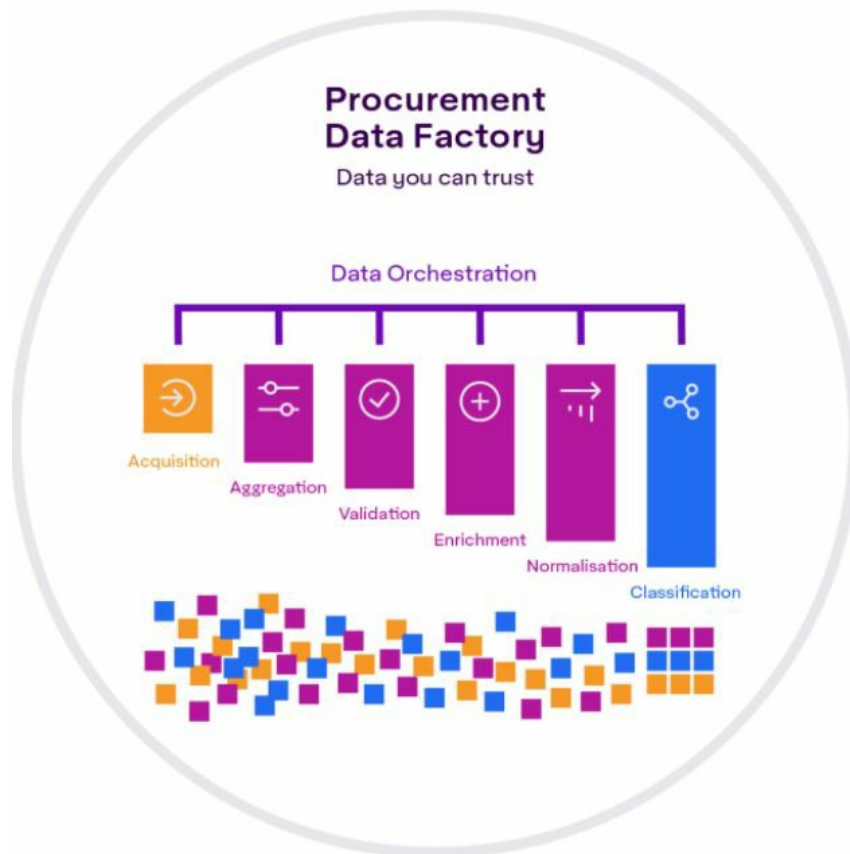 Procurement
Data Factory
Data you can trust
Data Orchestration
Acquisition
Aggregation
Validation
Enrichment
Normalisation
Classification